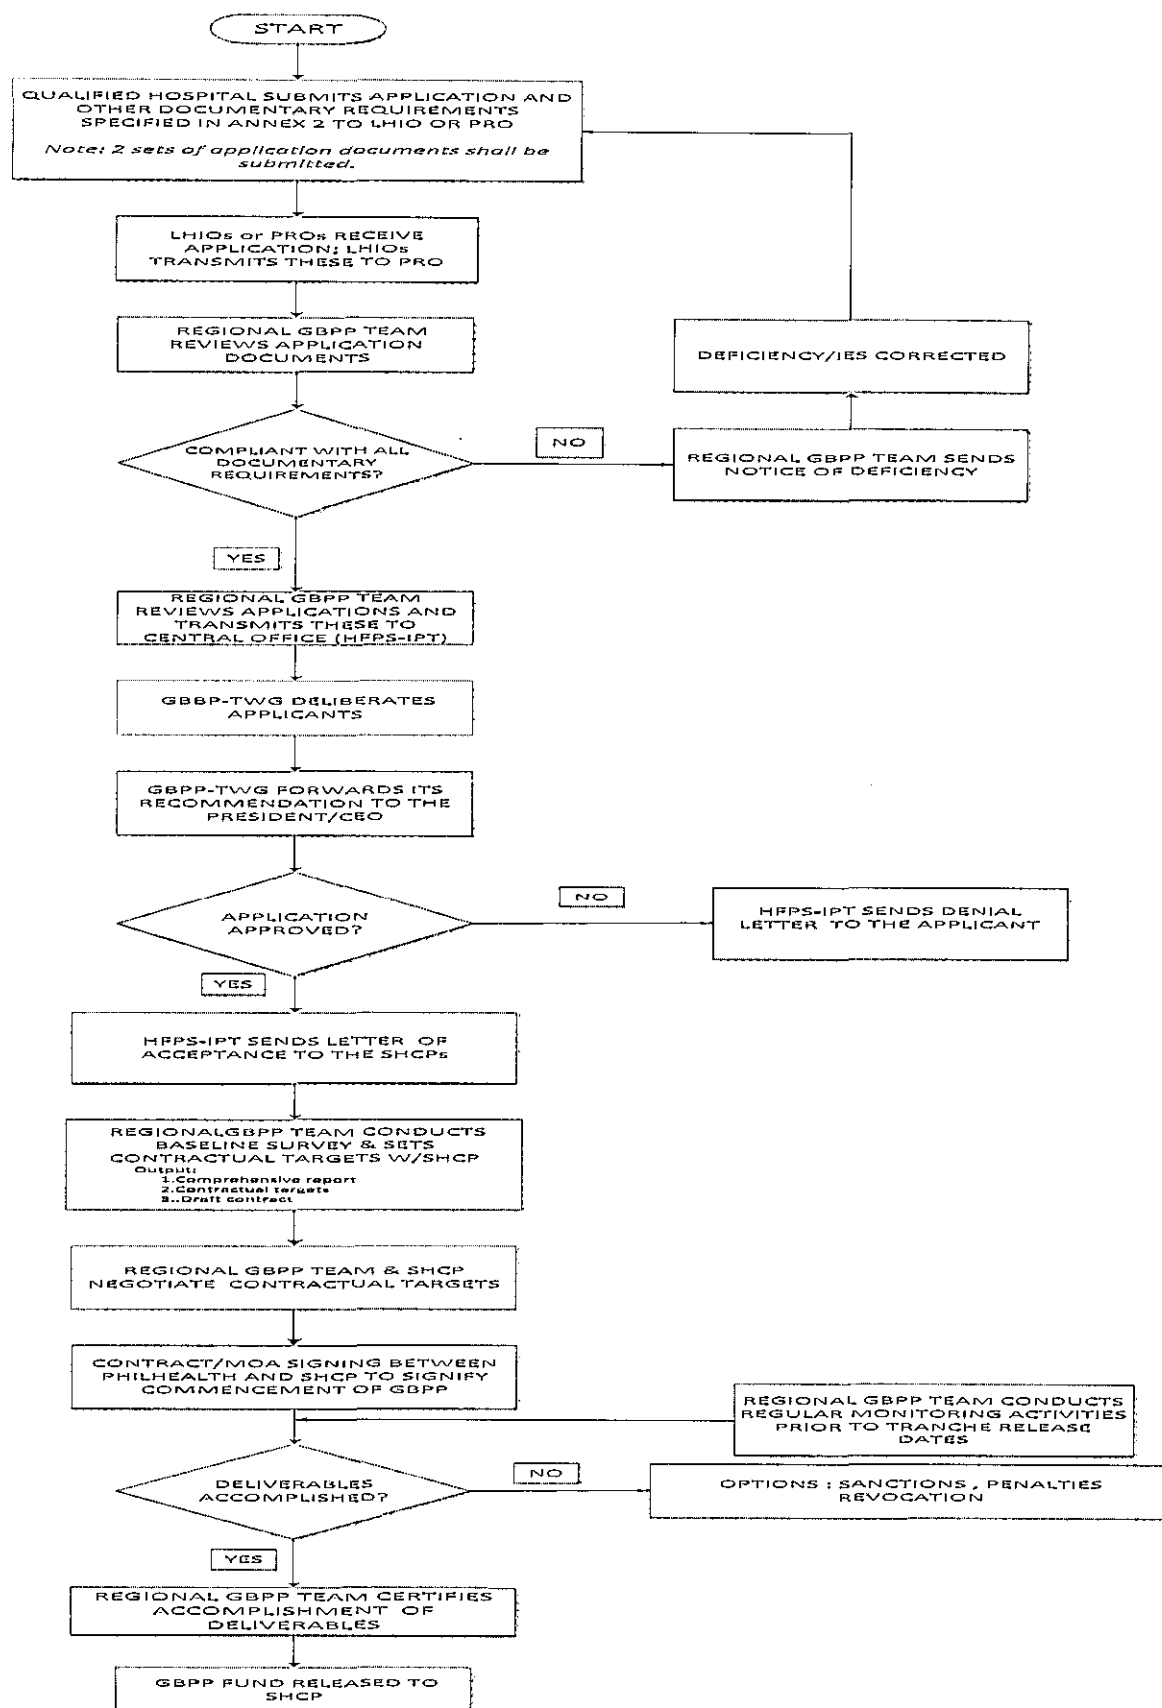 START
QUALIFIED HOSPITAL SUBMITS APPLICATION AND
OTHER DOCUMENTARY REQUIREMENTS
SPECIFIED IN ANNEX 2 TO LHIO OR PRO
Note: 2 sets of application documents shall be
submitted.
LHIOs or PROs RECEIVE
APPLICATION; LHIOs
TRANSMITS THESE TO PRO
REGIONAL GBPP TEAM
REVIEWS APPLICATION
DOCUMENTS
DEFICIENCY/IES CORRECTED
COMPLIANT WITH ALL
DOCUMENTARY
REQUIREMENTS?
NO
REGIONAL GBPP TEAM SENDS
NOTICE OF DEFICIENCY
YES
REGIONAL GBPP TEAM
REVIEWS APPLICATIONS AND
TRANSMITS THESE TO
CENTRAL OFFICE (HFPS-IPT)
GBBP-TWG DELIBERATES
APPLICANTS
GBPP-TWG FORWARDS ITS
RECOMMENDATION TO THE
PRESIDENT/CEO
APPLICATION
APPROVED?
NO
HFPS-IPT SENDS DENIAL
LETTER TO THE APPLICANT
YES
HFPS-IPT SENDS LETTER OF
ACCEPTANCE TO THE SHCPs
REGIONALGBPP TEAM CONDUCTS
BASELINE SURVEY & SETS
CONTRACTUAL TARGETS W/SHCP
Output:
1.Comprehensive report
2.Contractual targets
3..Draft contract
REGIONAL GBPP TEAM & SHCP
NEGOTIATE CONTRACTUAL TARGETS
CONTRACT/MOA SIGNING BETWEEN
PHILHEALTH AND SHCP TO SIGNIFY
COMMENCEMENT OF GBPP
REGIONAL GBPP TEAM CONDUCTS
REGULAR MONITORING ACTIVITIES
PRIOR TO TRANCHE RELEASE
DATES
DELIVERABLES
ACCOMPLISHED?
NO
OPTIONS : SANCTIONS , PENALTIES
REVOCATION
YES
REGIONAL GBPP TEAM CERTIFIES
ACCOMPLISHMENT OF
DELIVERABLES
GBPP FUND RELEASED TO
SHCP